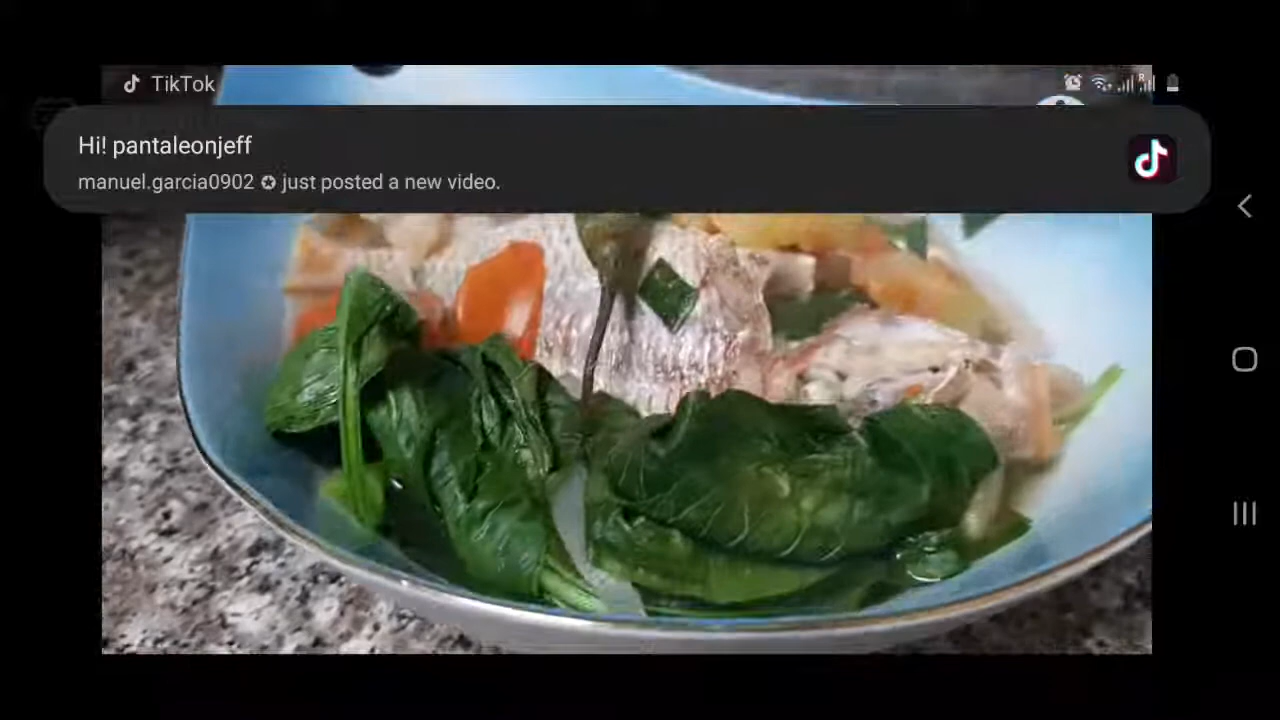 TikTok
Hi! pantaleonjeff
manuel.garcia0902 ✪ just posted a new video.